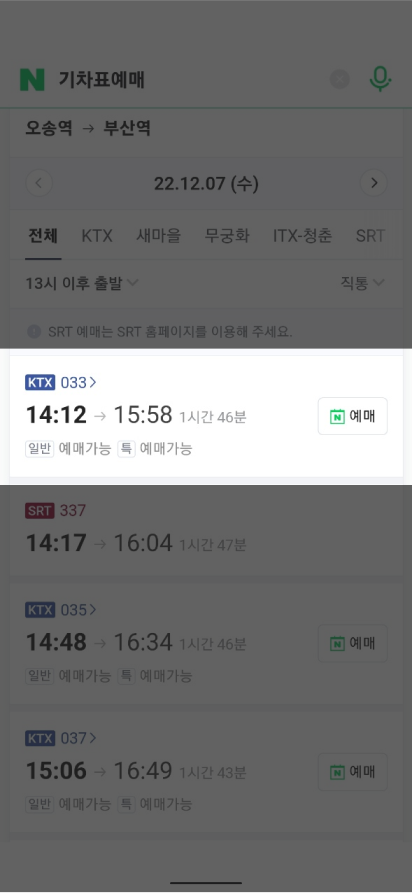 N 기차표예매
오송역 → 부산역
22.12.07 (수)
전체 KTX 새마을 무궁화 ITX-청춘 SRT
13시 이후 출발 직통
SRT 예매는 SRT 홈페이지를 이용해 주세요.
KTX 033
14:12 → 15:58 1시간 46분 N 예매
일반 예매가능 특 예매가능
SRT 337
14:17 → 16:04 1시간 47분
KTX 035
14:48 → 16:34 1시간 46분 N 예매
일반 예매가능 특 예매가능
KTX 037
15:06 → 16:49 1시간 43분 N 예매
일반 예매가능 특 예매가능